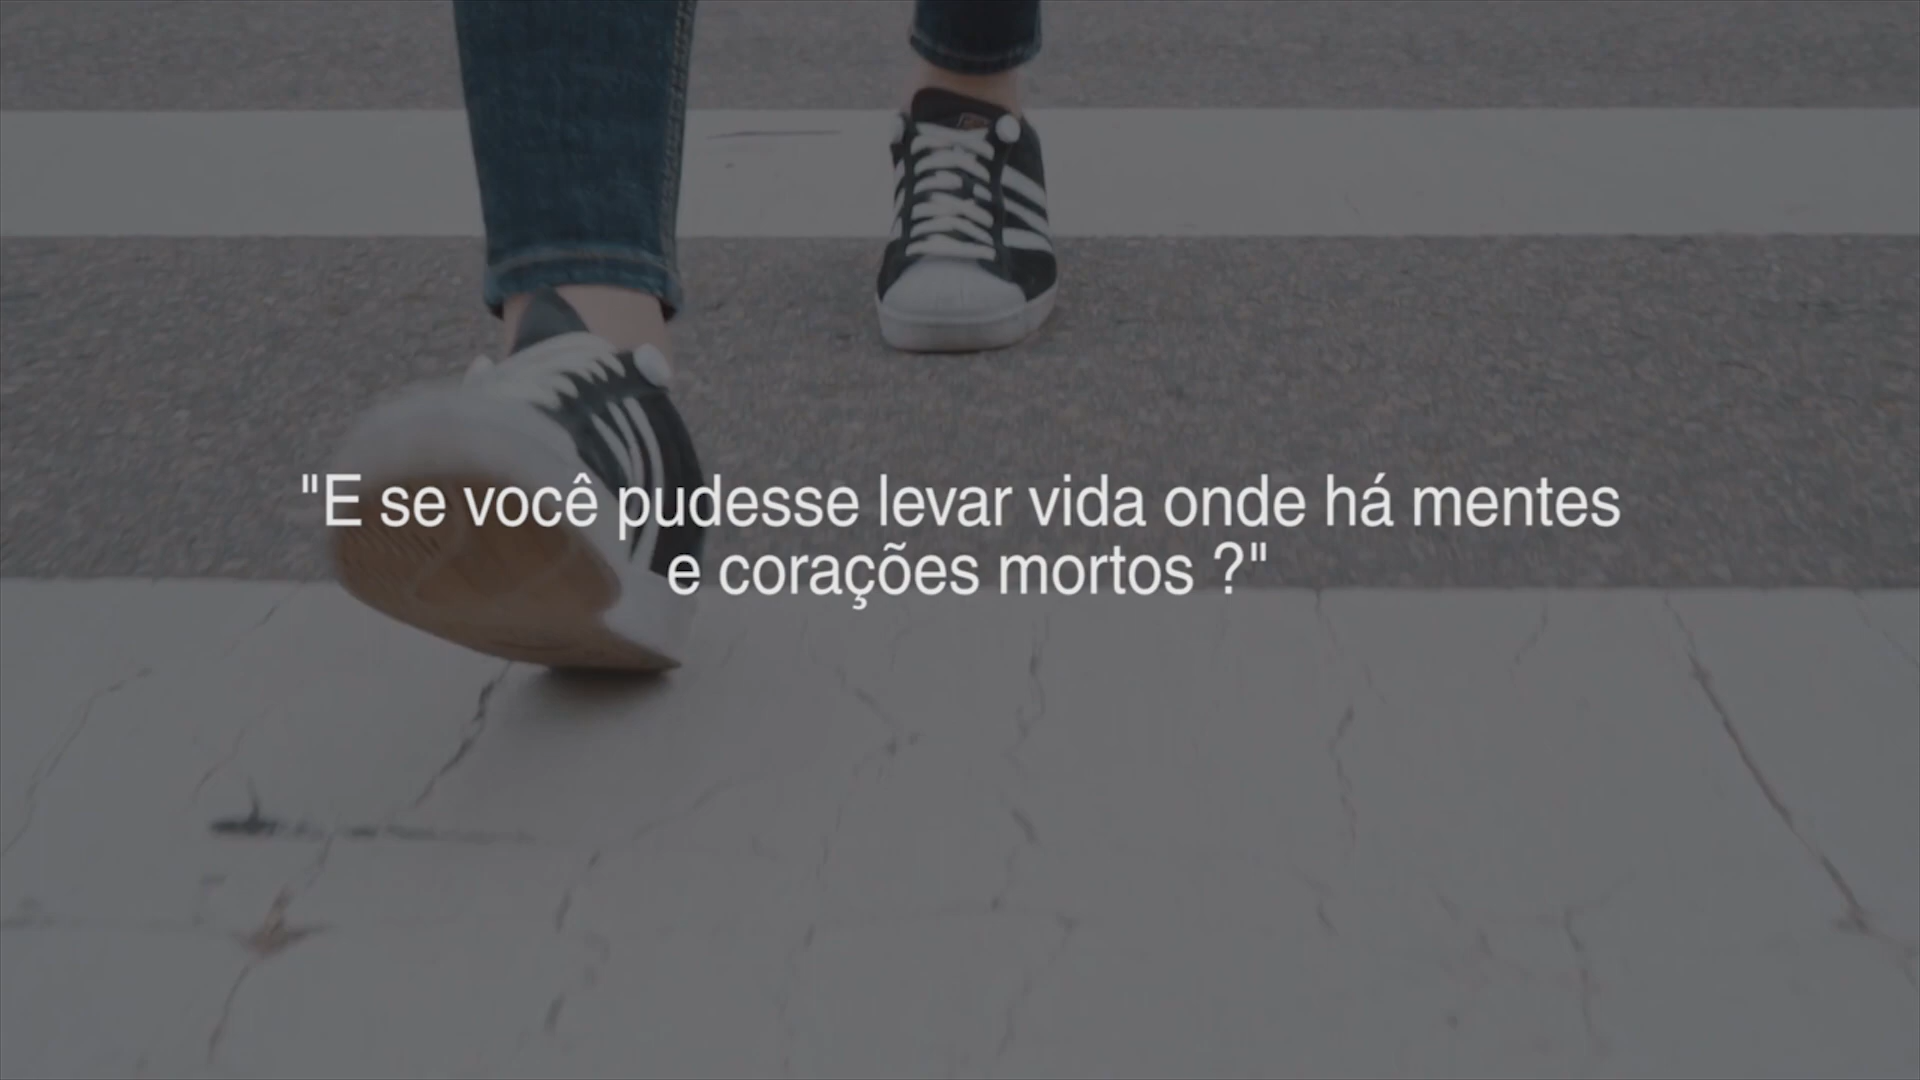 "E se você pudesse levar vida onde há mentes
e corações mortos ?"